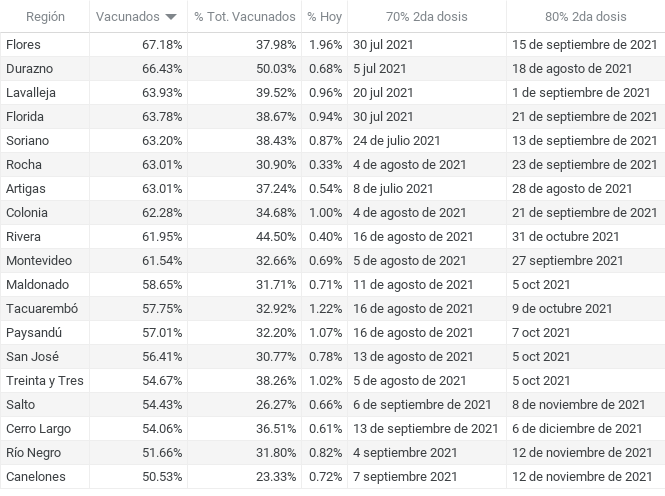 Región Vacunados % Tot. Vacunados % Hoy 70% 2da dosis 80% 2da dosis
Flores 67.18% 37.98% 1.96% 30 jul 2021 15 de septiembre de 2021
Durazno 66.43% 50.03% 0.68% 5 jul 2021 18 de agosto de 2021
Lavalleja 63.93% 39.52% 0.96% 20 jul 2021 1 de septiembre de 2021
Florida 63.78% 38.67% 0.94% 30 jul 2021 21 de septiembre de 2021
Soriano 63.20% 38.43% 0.87% 24 de julio 2021 13 de septiembre de 2021
Rocha 63.01% 30.90% 0.33% 4 de agosto de 2021 23 de septiembre de 2021
Artigas 63.01% 37.24% 0.54% 8 de julio 2021 28 de agosto de 2021
Colonia 62.28% 34.68% 1.00% 4 de agosto de 2021 21 de septiembre de 2021
Rivera 61.95% 44.50% 0.40% 16 de agosto de 2021 31 de octubre 2021
Montevideo 61.54% 32.66% 0.69% 5 de agosto de 2021 27 septiembre 2021
Maldonado 58.65% 31.71% 0.71% 11 de agosto de 2021 5 oct 2021
Tacuarembó 57.75% 32.92% 1.22% 16 de agosto de 2021 9 de octubre 2021
Paysandú 57.01% 32.20% 1.07% 16 de agosto de 2021 7 oct 2021
San José 56.41% 30.77% 0.78% 13 de agosto de 2021 5 oct 2021
Treinta y Tres 54.67% 38.26% 1.02% 5 de agosto de 2021 5 oct 2021
Salto 54.43% 26.27% 0.66% 6 de septiembre de 2021 8 de noviembre de 2021
Cerro Largo 54.06% 36.51% 0.61% 13 de septiembre de 2021 6 de diciembre de 2021
Río Negro 51.66% 31.80% 0.82% 4 septiembre 2021 12 de noviembre de 2021
Canelones 50.53% 23.33% 0.72% 7 septiembre 2021 12 de noviembre de 2021